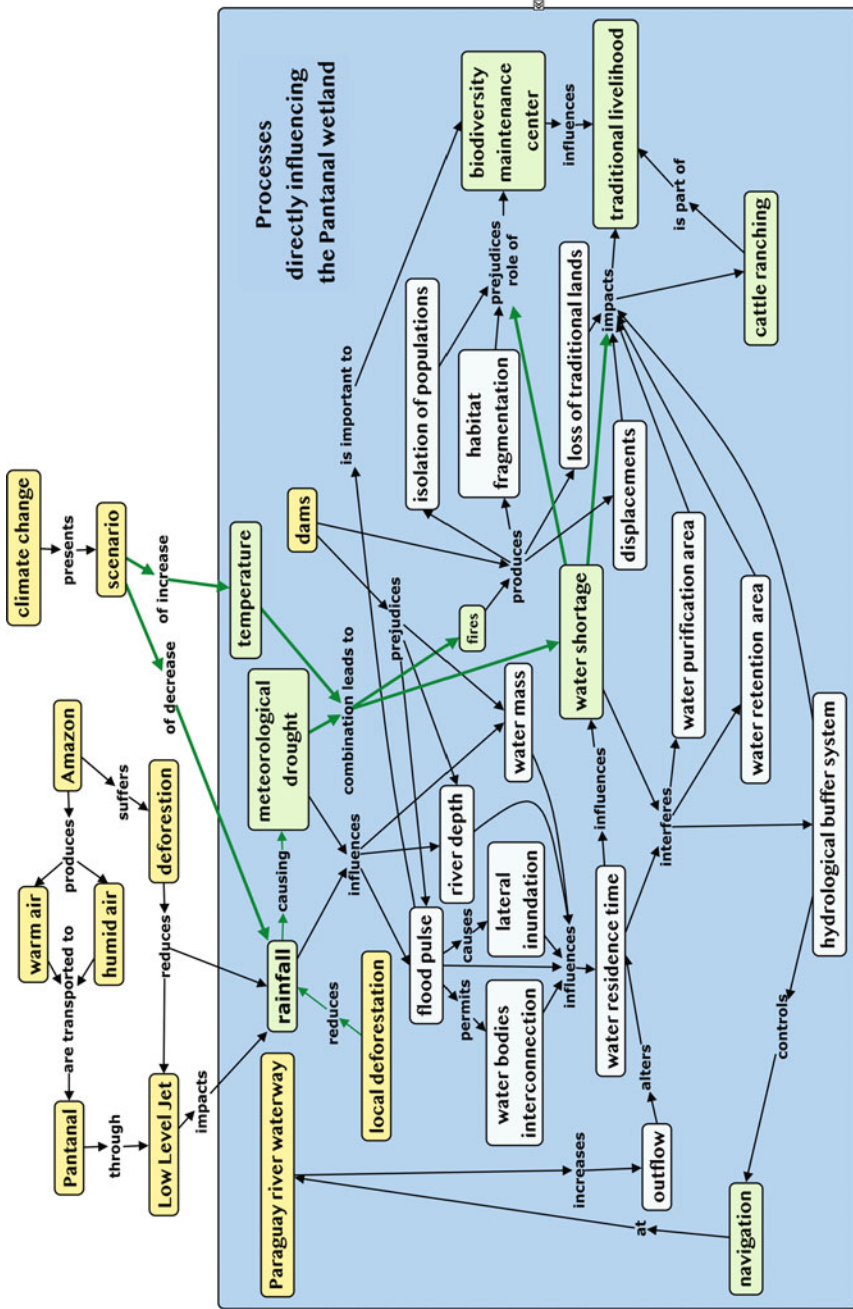 climate change
presents
scenario
of increase
of decrease
Amazon
suffers
produces
deforestion
warm air
humid air
are transported to
reduces
Pantanal
through
Low Level Jet
impacts
Processes
directly influencing
the Pantanal wetland
temperature
meteorological
drought
causing
rainfall
reduces
local deforestation
Paraguay river waterway
is important to
dams
combination leads to
prejudices
influences
fires
produces
isolation of populations
habitat
fragmentation
prejudices
role of
biodiversity
maintenance
center
influences
traditional livelihood
is part of
cattle ranching
impacts
loss of traditional lands
displacements
water shortage
water mass
river depth
flood pulse
causes
lateral
inundation
permits
water bodies
interconnection
influences
influences
water residence time
interferes
water purification area
water retention area
hydrological buffer system
alters
increases
outflow
controls
at
navigation